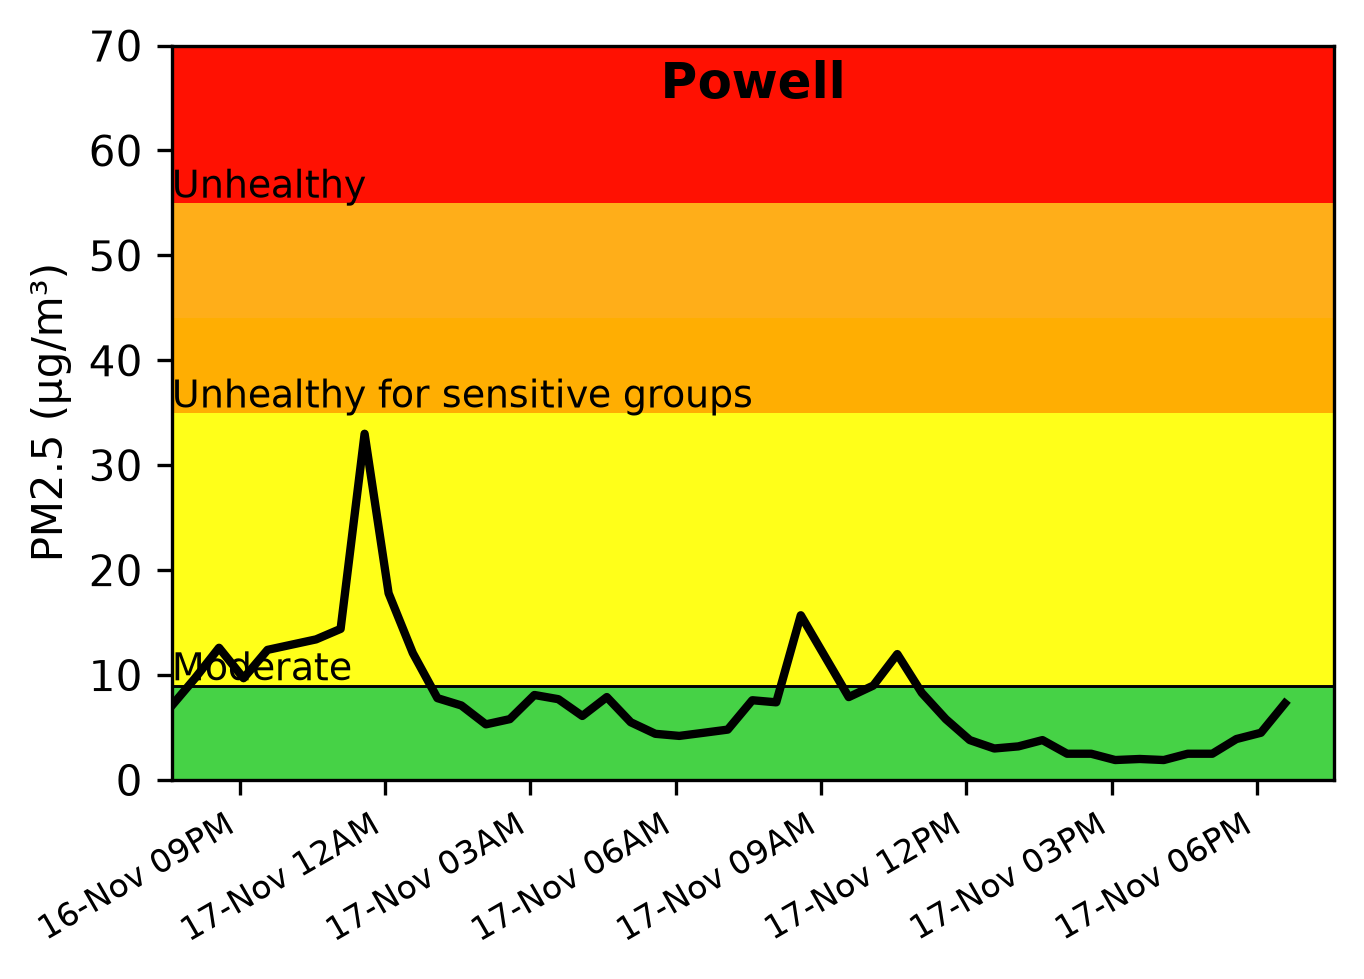 Powell
PM2.5 (µg/m³)
70
60
50
40
30
20
10
0
Unhealthy
Unhealthy for sensitive groups
Moderate
16-Nov 09PM
17-Nov 12AM
17-Nov 03AM
17-Nov 06AM
17-Nov 09AM
17-Nov 12PM
17-Nov 03PM
17-Nov 06PM